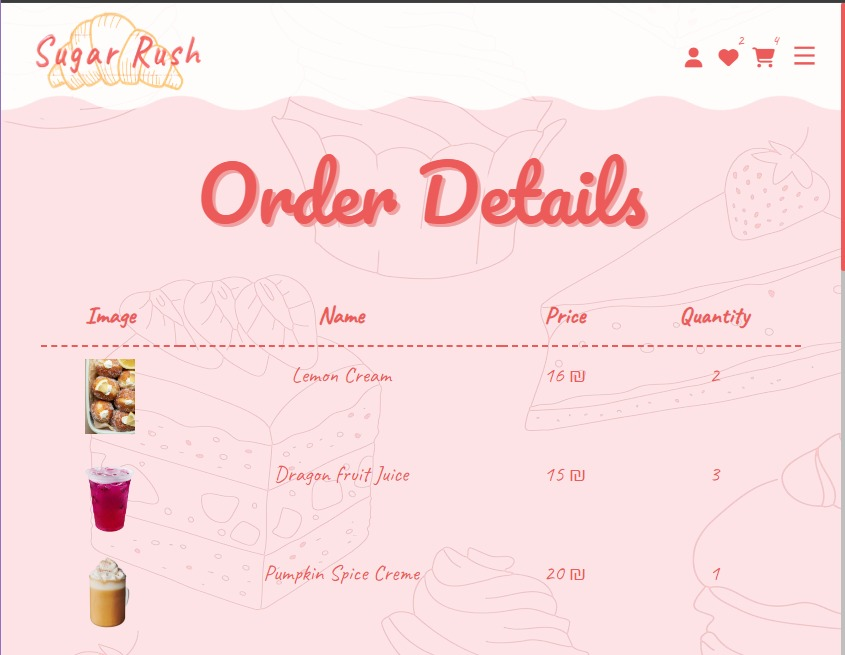 Sugar Rush
2
4
Order Details
Image Name Price Quantity
Lemon Cream 16 ₪ 2
Dragon fruit Juice 15 ₪ 3
Pumpkin Spice Creme 20 ₪ 1